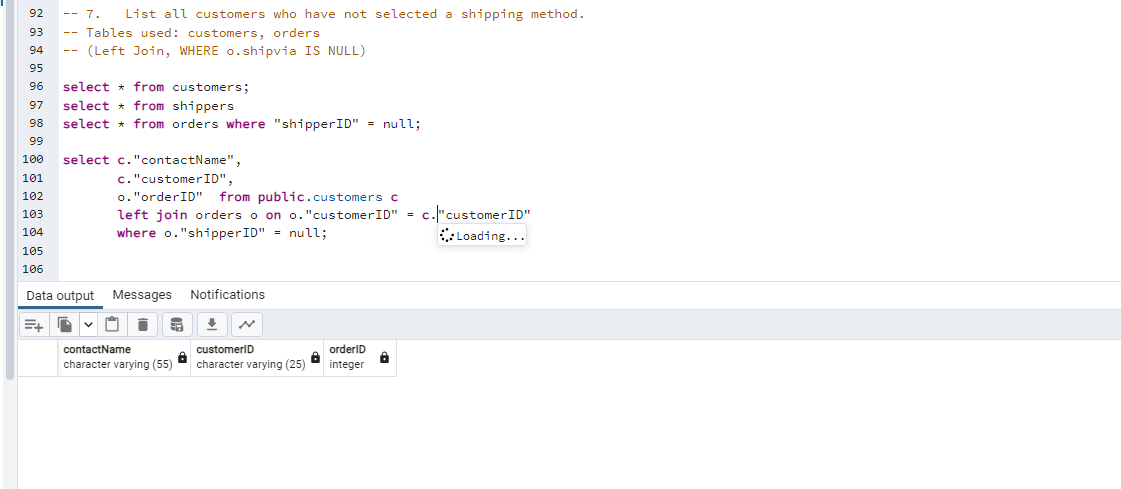 92 -- 7.   List all customers who have not selected a shipping method.
93 -- Tables used: customers, orders
94 -- (Left Join, WHERE o.shipvia IS NULL)
95
96 select * from customers;
97 select * from shippers
98 select * from orders where "shipperID" = null;
99
100 select c."contactName",
101 c."customerID",
102 o."orderID"  from public.customers c
103 left join orders o on o."customerID" = c."customerID"
104 where o."shipperID" = null;
Loading...
105
106
Data output Messages Notifications
contactName customerID orderID
character varying (55) character varying (25) integer